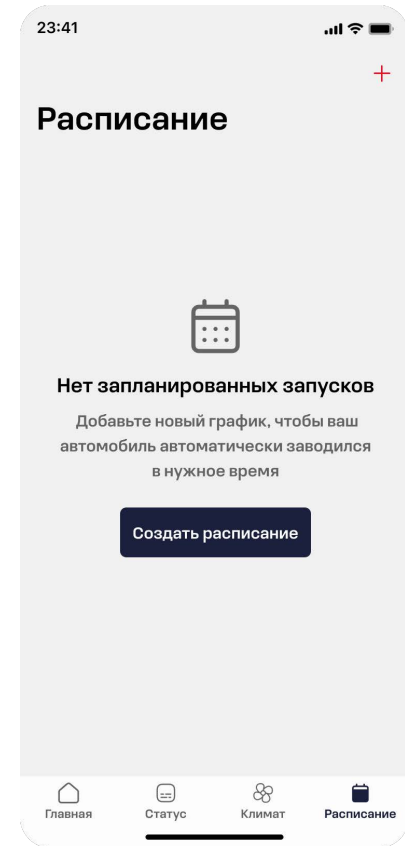 23:41
Расписание
Нет запланированных запусков
Добавьте новый график, чтобы ваш
автомобиль автоматически заводился
в нужное время
Создать расписание
Главная
Статус
Климат
Расписание